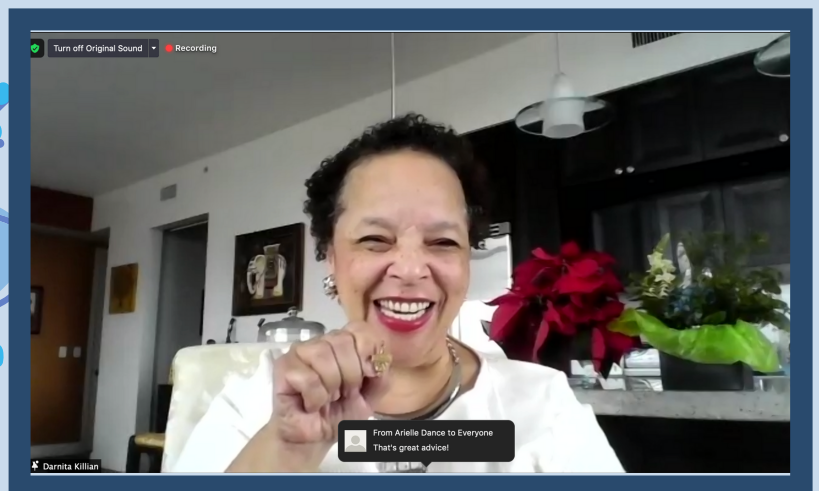 Turn off Original Sound
Recording
From Arielle Dance to Everyone
That's great advice!
Darnita Killian